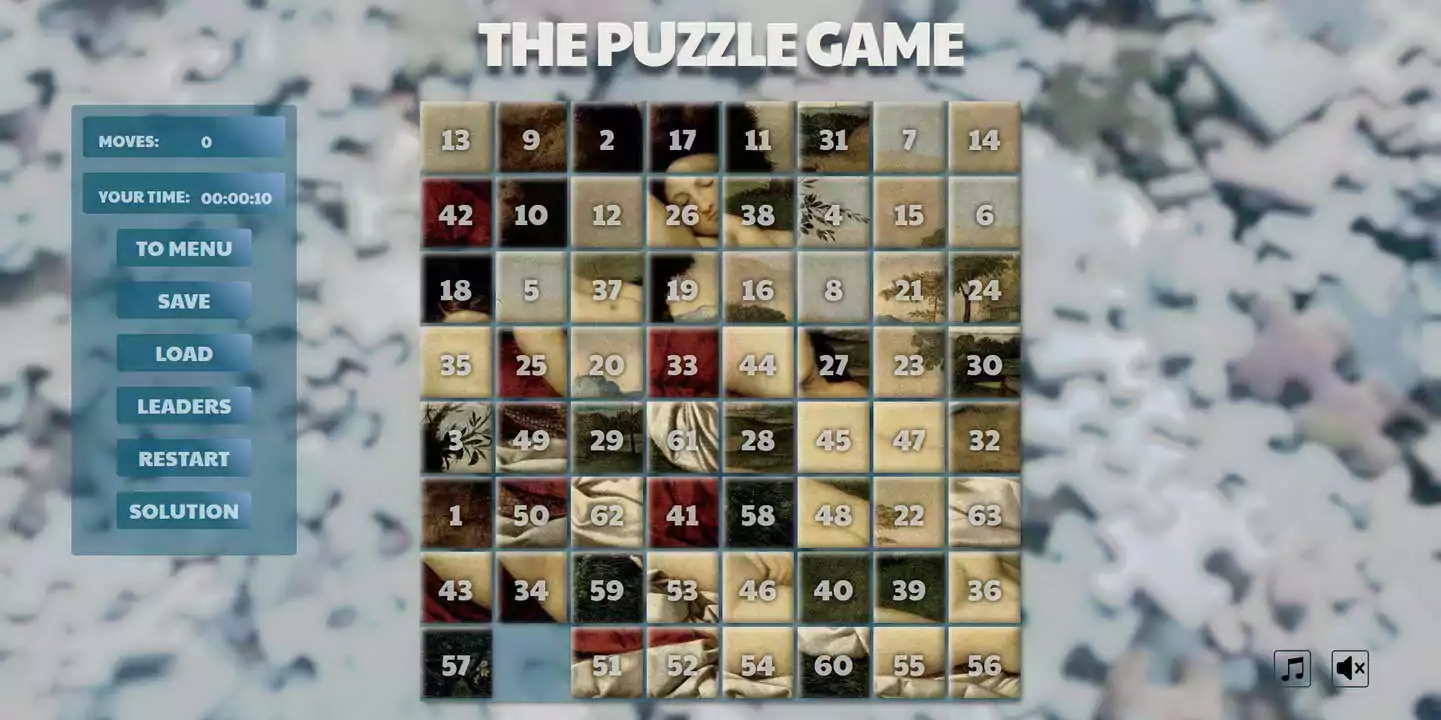 THE PUZZLE GAME
MOVES: 0
YOUR TIME: 00:00:10
TO MENU
SAVE
LOAD
LEADERS
RESTART
SOLUTION
13 9 2 17 11 31 7 14
42 10 12 26 38 4 15 6
18 5 37 19 16 8 21 24
35 25 20 33 44 27 23 30
3 49 29 61 28 45 47 32
1 50 62 41 58 48 22 63
43 34 59 53 46 40 39 36
57 51 52 54 60 55 56